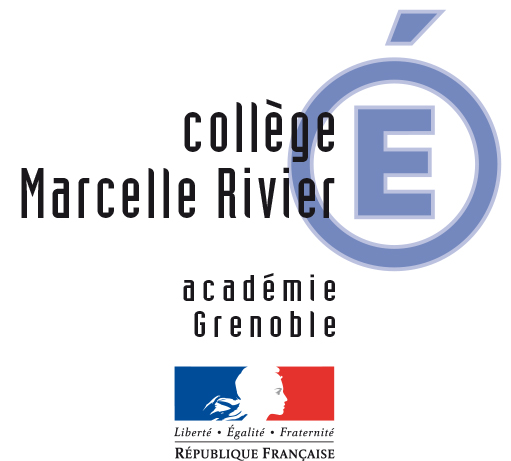 É
collège
Marcelle Rivier
académie
Grenoble
Liberté • Égalité • Fraternité
RÉPUBLIQUE FRANÇAISE